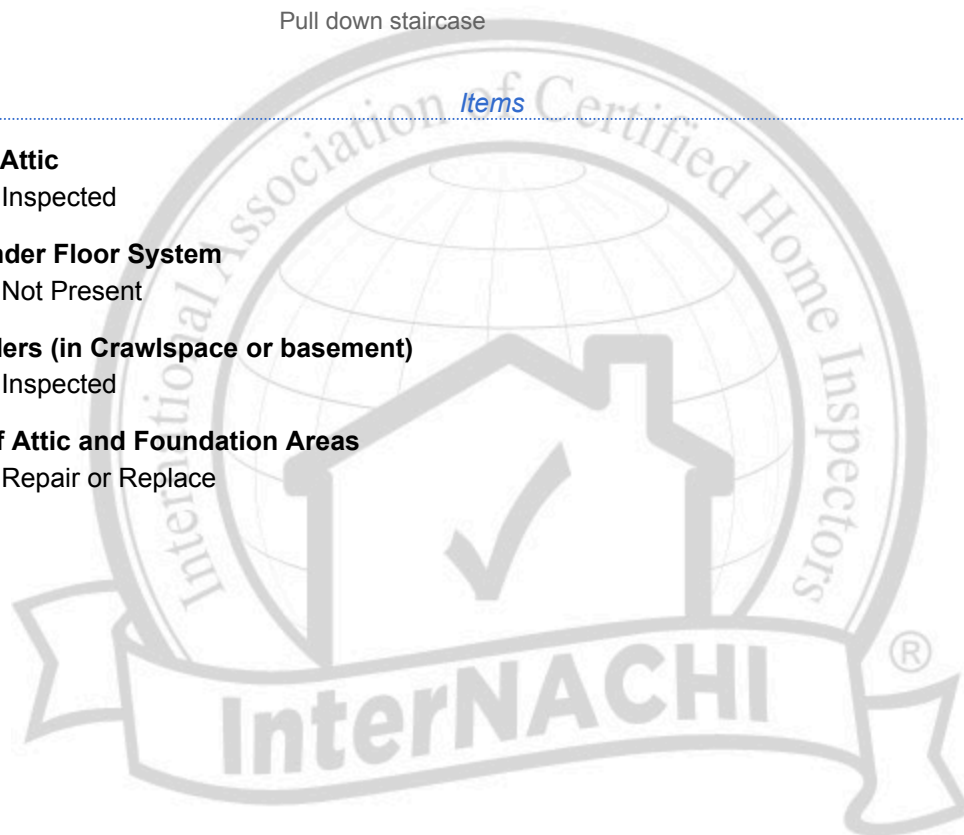 Pull down staircase
Items
International Association of Certified Home Inspectors
Attic
Inspected
nder Floor System
Not Present
lers (in Crawlspace or basement)
Inspected
f Attic and Foundation Areas
Repair or Replace
InterNACHI
®